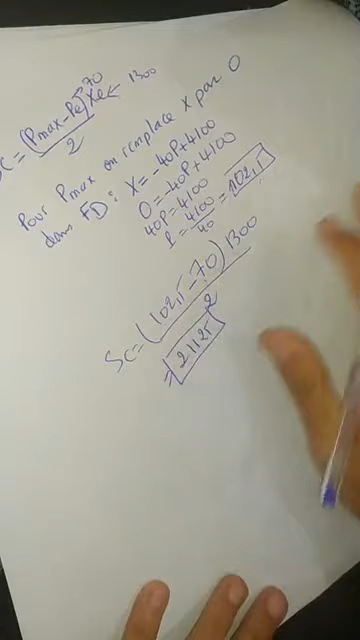 SC = (Pmax - Pe) Xe ← 1300
70
2
Pour Pmax on remplace X par 0
dans FD : X = -40P + 4100
0 = -40P + 4100
40P = 4100
P = 4100 / 40 = 102,5
SC = (102,5 - 70) 1300
2
= 21125